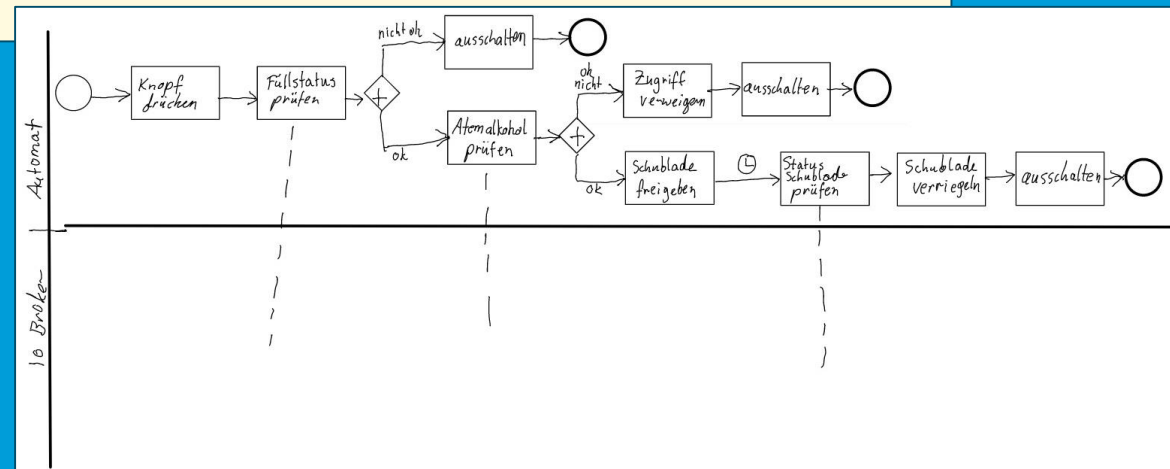 Automat
Knopf
drücken
Füllstatus
prüfen
nicht ok
ausschalten
ok
Atemalkohol
prüfen
ok
nicht
Zugriff
verweigern
ausschalten
ok
Schublade
freigeben
Status
Schublade
prüfen
Schublade
verriegeln
ausschalten
Broker